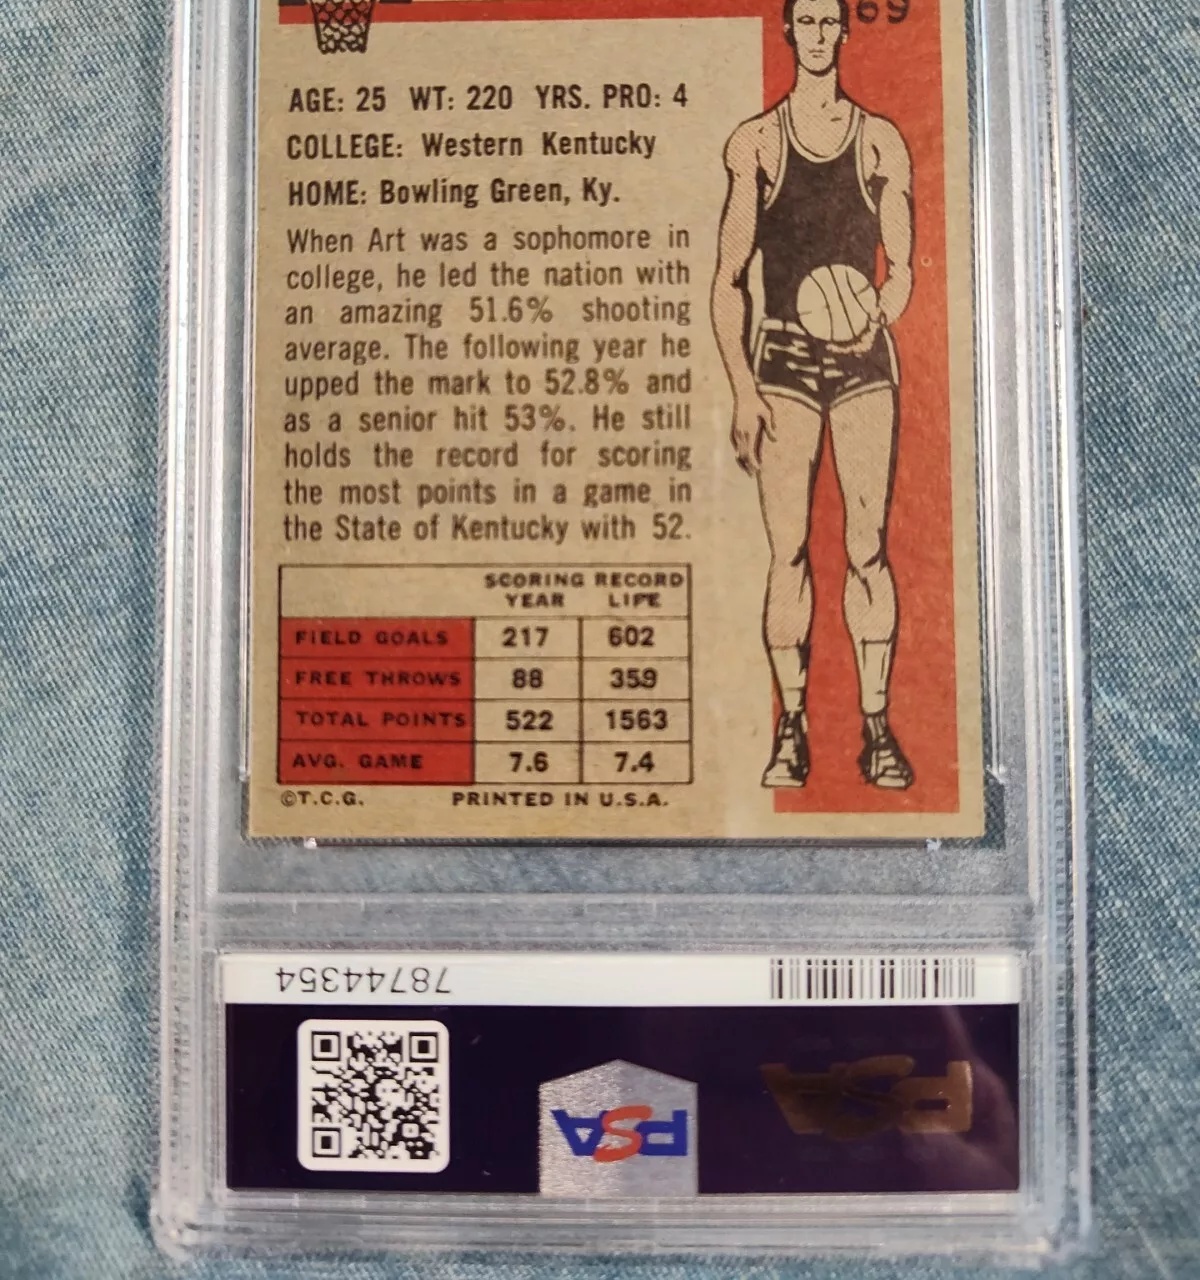 69
AGE: 25 WT: 220 YRS. PRO: 4
COLLEGE: Western Kentucky
HOME: Bowling Green, Ky.
When Art was a sophomore in
college, he led the nation with
an amazing 51.6% shooting
average. The following year he
upped the mark to 52.8% and
as a senior hit 53%. He still
holds the record for scoring
the most points in a game in
the State of Kentucky with 52.
SCORING RECORD
YEAR LIFE
FIELD GOALS 217 602
FREE THROWS 88 359
TOTAL POINTS 522 1563
AVG. GAME 7.6 7.4
©T.C.G. PRINTED IN U.S.A.
78744354
PSA PSA